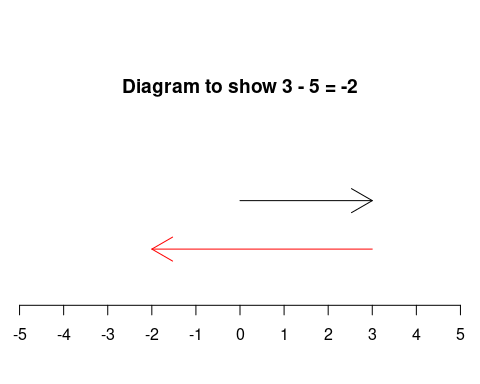 Diagram to show 3 - 5 = -2
-5 -4 -3 -2 -1 0 1 2 3 4 5